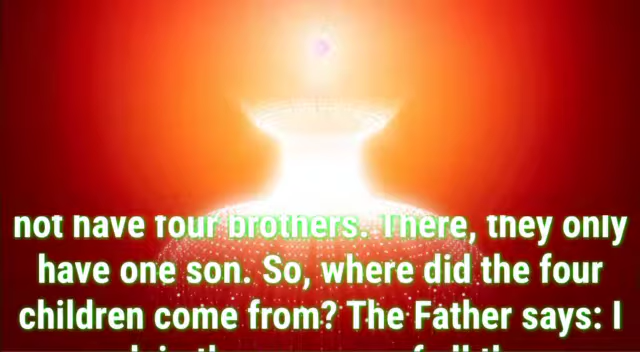 not have four brothers. There, they only
have one son. So, where did the four
children come from? The Father says: I